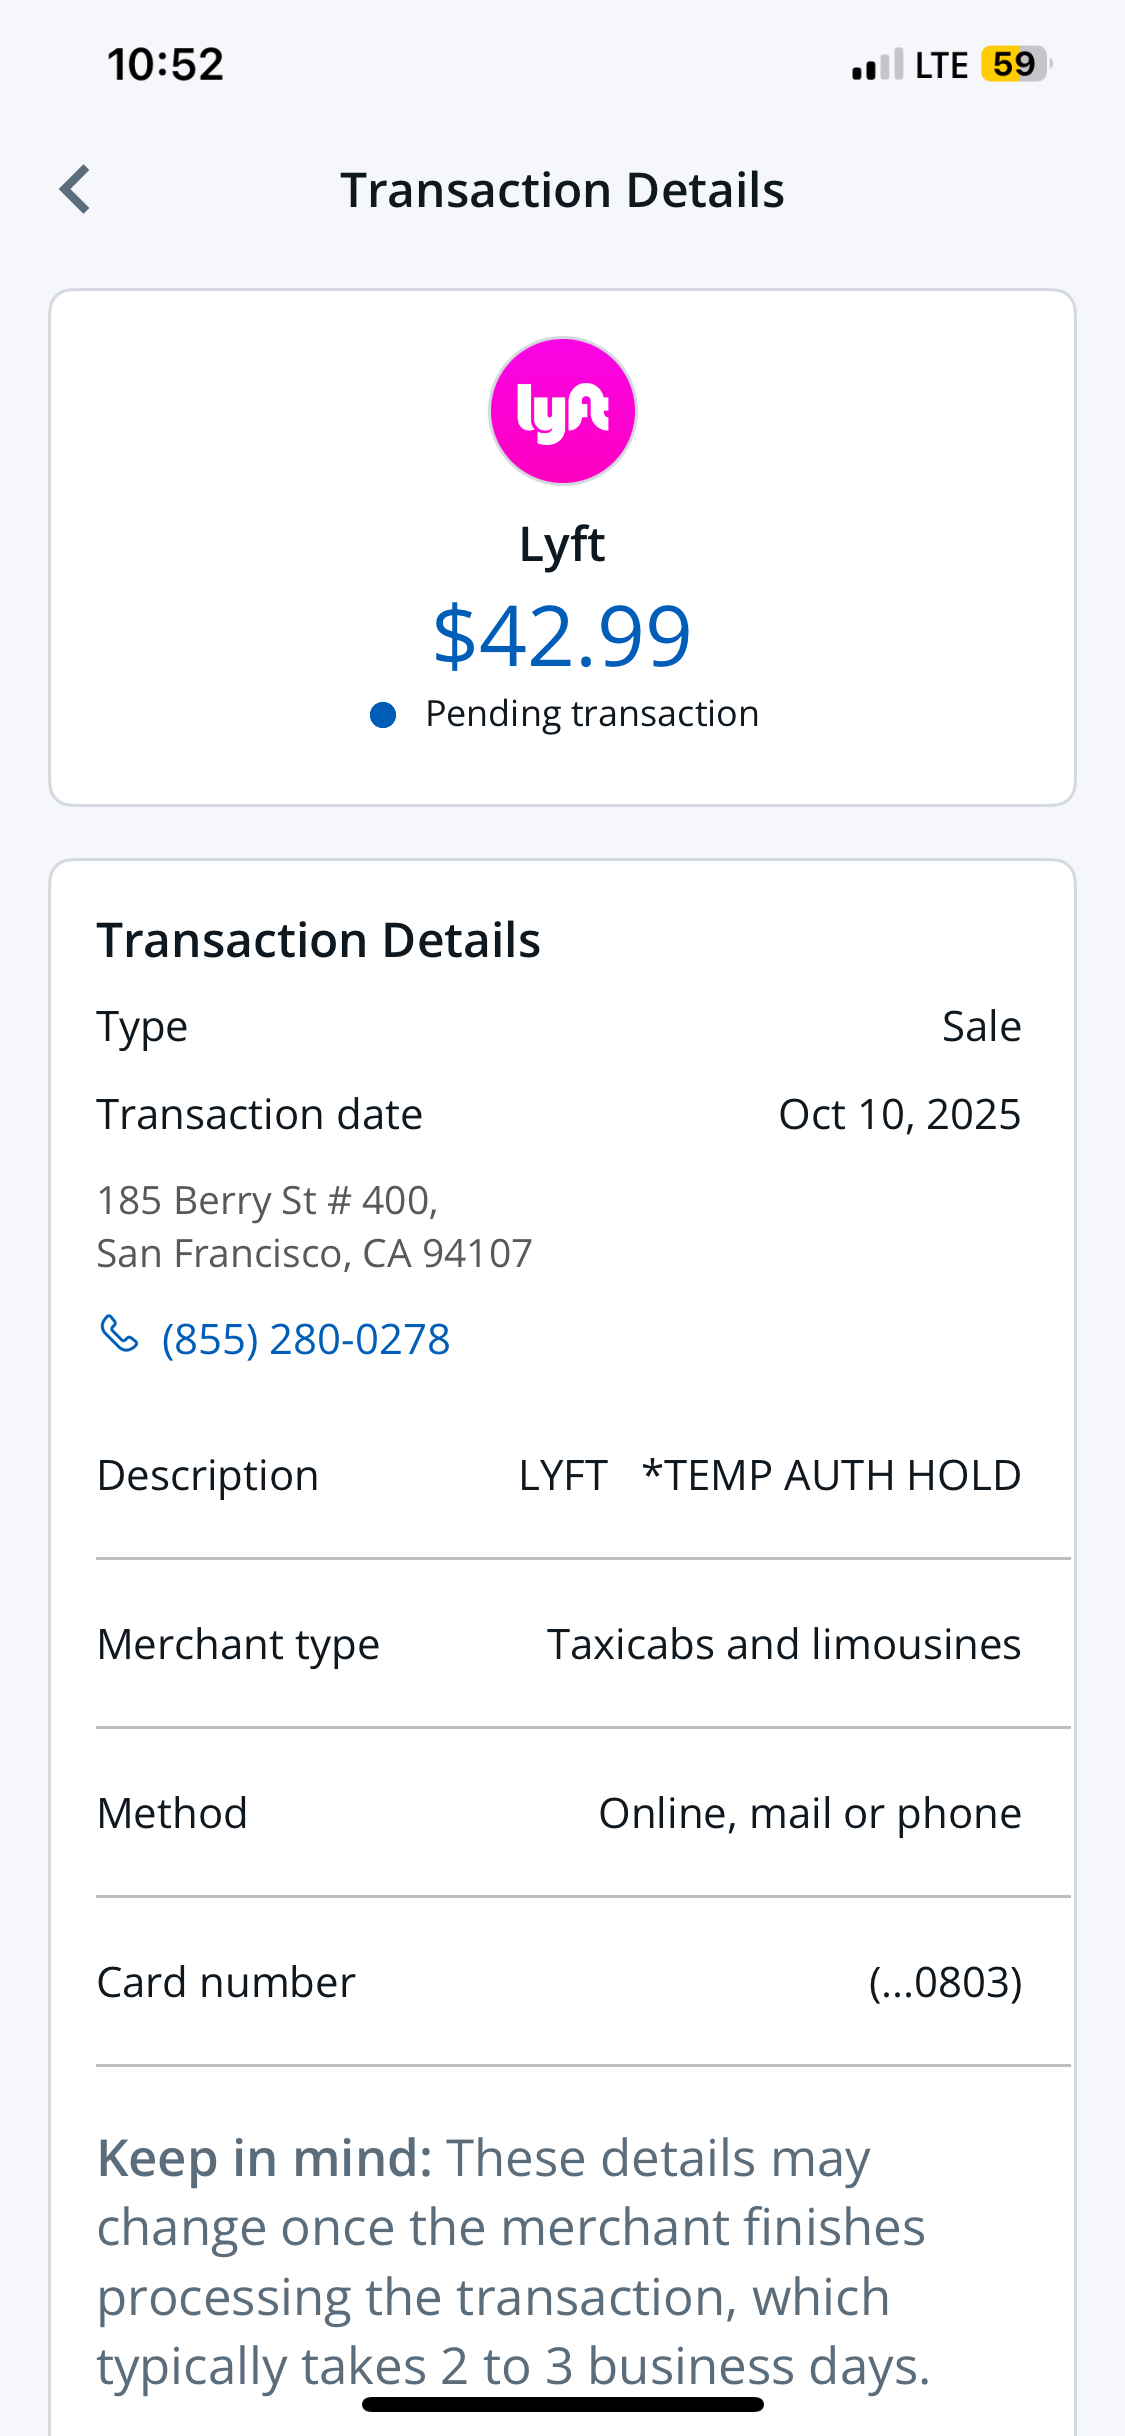 10:52
LTE 59
Transaction Details
lyft
Lyft
$42.99
Pending transaction
Transaction Details
Type Sale
Transaction date Oct 10, 2025
185 Berry St # 400,
San Francisco, CA 94107
(855) 280-0278
Description LYFT *TEMP AUTH HOLD
Merchant type Taxicabs and limousines
Method Online, mail or phone
Card number (...0803)
Keep in mind: These details may
change once the merchant finishes
processing the transaction, which
typically takes 2 to 3 business days.